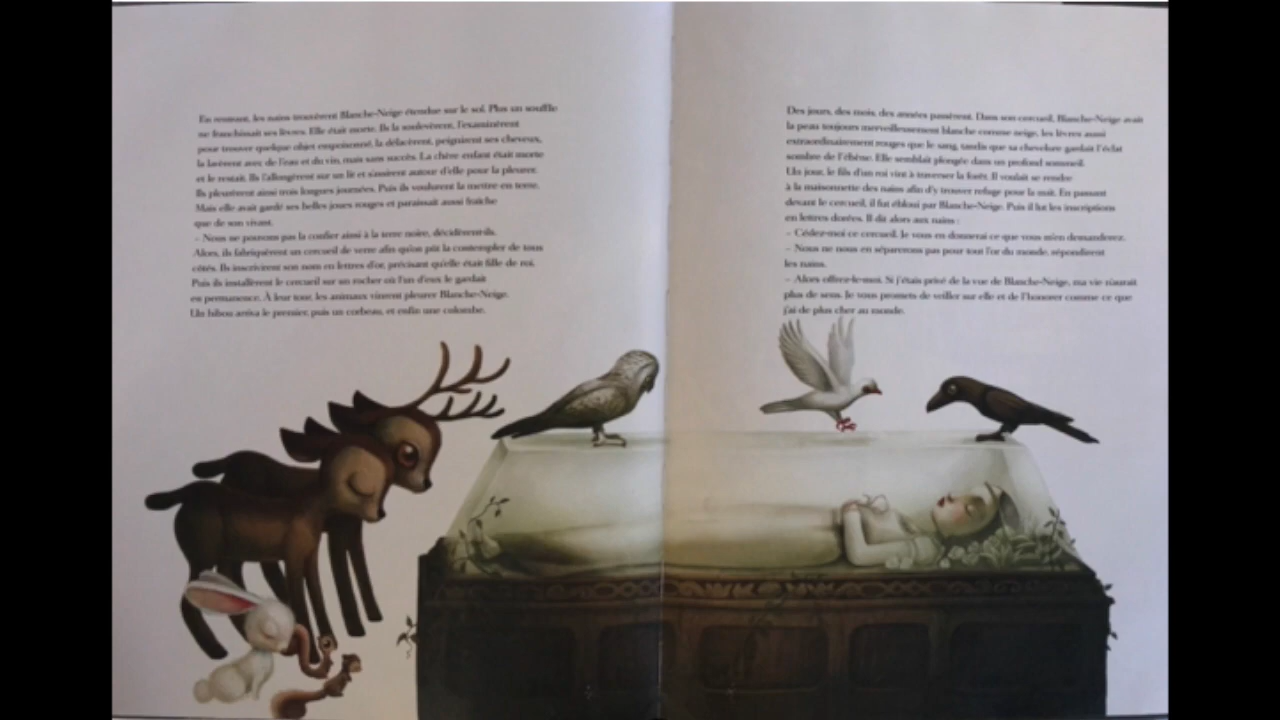 En rentrant, les nains trouvèrent Blanche-Neige étendue sur le sol. Plus un souffle
ne franchissait ses lèvres. Elle était morte. Ils la soulevèrent, l'examinèrent
pour trouver quelque objet empoisonné, la délacèrent, peignirent ses cheveux,
la lavèrent avec de l'eau et du vin, mais sans succès. La chère enfant était morte
et le restait. Ils l'allongèrent sur un lit et s'assirent autour d'elle pour la pleurer.
Ils pleurèrent ainsi trois longues journées. Puis ils voulurent la mettre en terre.
Mais elle avait gardé ses belles joues rouges et paraissait aussi fraîche
que de son vivant.
– Nous ne pouvons pas la confier ainsi à la terre noire, décidèrent-ils.
Alors, ils fabriquèrent un cercueil de verre afin qu'on pût la contempler de tous
côtés. Ils inscrivirent son nom en lettres d'or, précisant qu'elle était fille de roi.
Puis ils installèrent le cercueil sur un rocher où l'un d'eux le gardait
en permanence. À leur tour, les animaux vinrent pleurer Blanche-Neige.
Un hibou arriva le premier, puis un corbeau, et enfin une colombe.
Des jours, des mois, des années passèrent. Dans son cercueil, Blanche-Neige avait
la peau toujours merveilleusement blanche comme neige, les lèvres aussi
extraordinairement rouges que le sang, tandis que sa chevelure gardait l'éclat
sombre de l'ébène. Elle semblait plongée dans un profond sommeil.
Un jour, le fils d'un roi vint à traverser la forêt. Il voulait se rendre
à la maisonnette des nains afin d'y trouver refuge pour la nuit. En passant
devant le cercueil, il fut ébloui par Blanche-Neige. Puis il lut les inscriptions
en lettres dorées. Il dit alors aux nains :
– Cédez-moi ce cercueil. Je vous en donnerai ce que vous m'en demanderez.
– Nous ne nous en séparerons pas pour tout l'or du monde, répondirent
les nains.
– Alors offrez-le-moi. Si j'étais privé de la vue de Blanche-Neige, ma vie n'aurait
plus de sens. Je vous promets de veiller sur elle et de l'honorer comme ce que
j'ai de plus cher au monde.